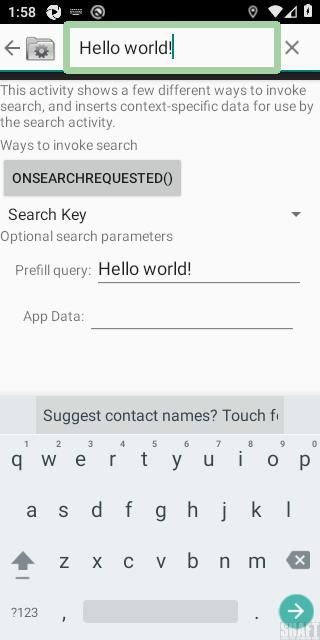 1:58
Hello world!
This activity shows a few different ways to invoke
search, and inserts context-specific data for use by
the search activity.
Ways to invoke search
ONSEARCHREQUESTED()
Search Key
Optional search parameters
Prefill query: Hello world!
App Data:
Suggest contact names? Touch fo
1 2 3 4 5 6 7 8 9 0
q w e r t y u i o p
a s d f g h j k l
z x c v b n m
?123 , .
SHAFT